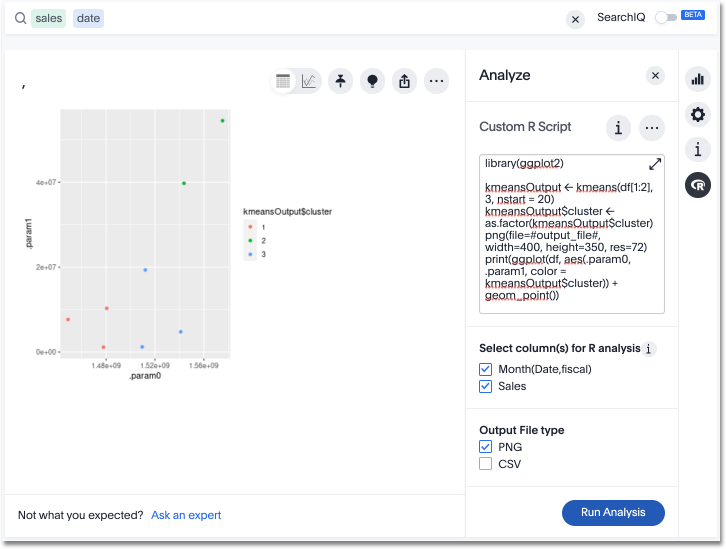 sales date
SearchIQ BETA
,
Analyze
Custom R Script
library(ggplot2)
kmeansOutput <- kmeans(df[1:2],
3, nstart = 20)
kmeansOutput$cluster <-
as.factor(kmeansOutput$cluster)
png(file=#output_file#,
width=400, height=350, res=72)
print(ggplot(df, aes(.param0,
.param1, color =
kmeansOutput$cluster)) +
geom_point())
4e+07
2e+07
0e+00
.param1
1.48e+09 1.52e+09 1.56e+09
.param0
kmeansOutput$cluster
1
2
3
Select column(s) for R analysis
Month(Date,fiscal)
Sales
Output File type
PNG
CSV
Not what you expected? Ask an expert
Run Analysis